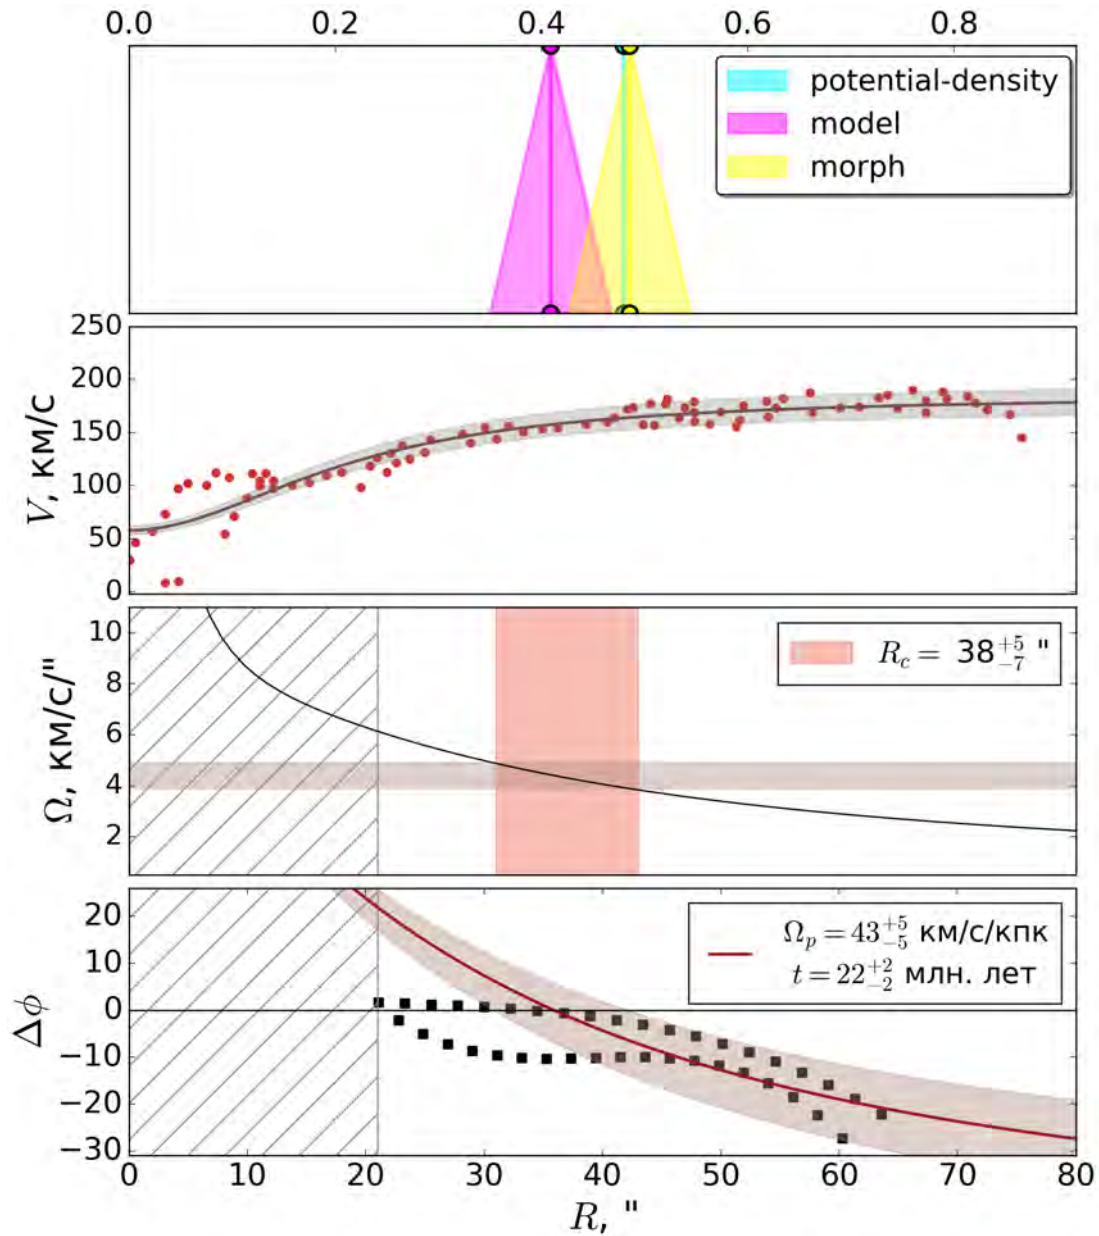 0.0 0.2 0.4 0.6 0.8
potential-density
model
morph
250
200
150
100
50
0
V, км/с
10
8
6
4
2
Ω, км/с/"
R_c = 38^{+5}_{-7} "
20
10
0
−10
−20
−30
Δϕ
Ω_p = 43^{+5}_{-5} км/с/кпк
t = 22^{+2}_{-2} млн. лет
0 10 20 30 40 50 60 70 80
R, "